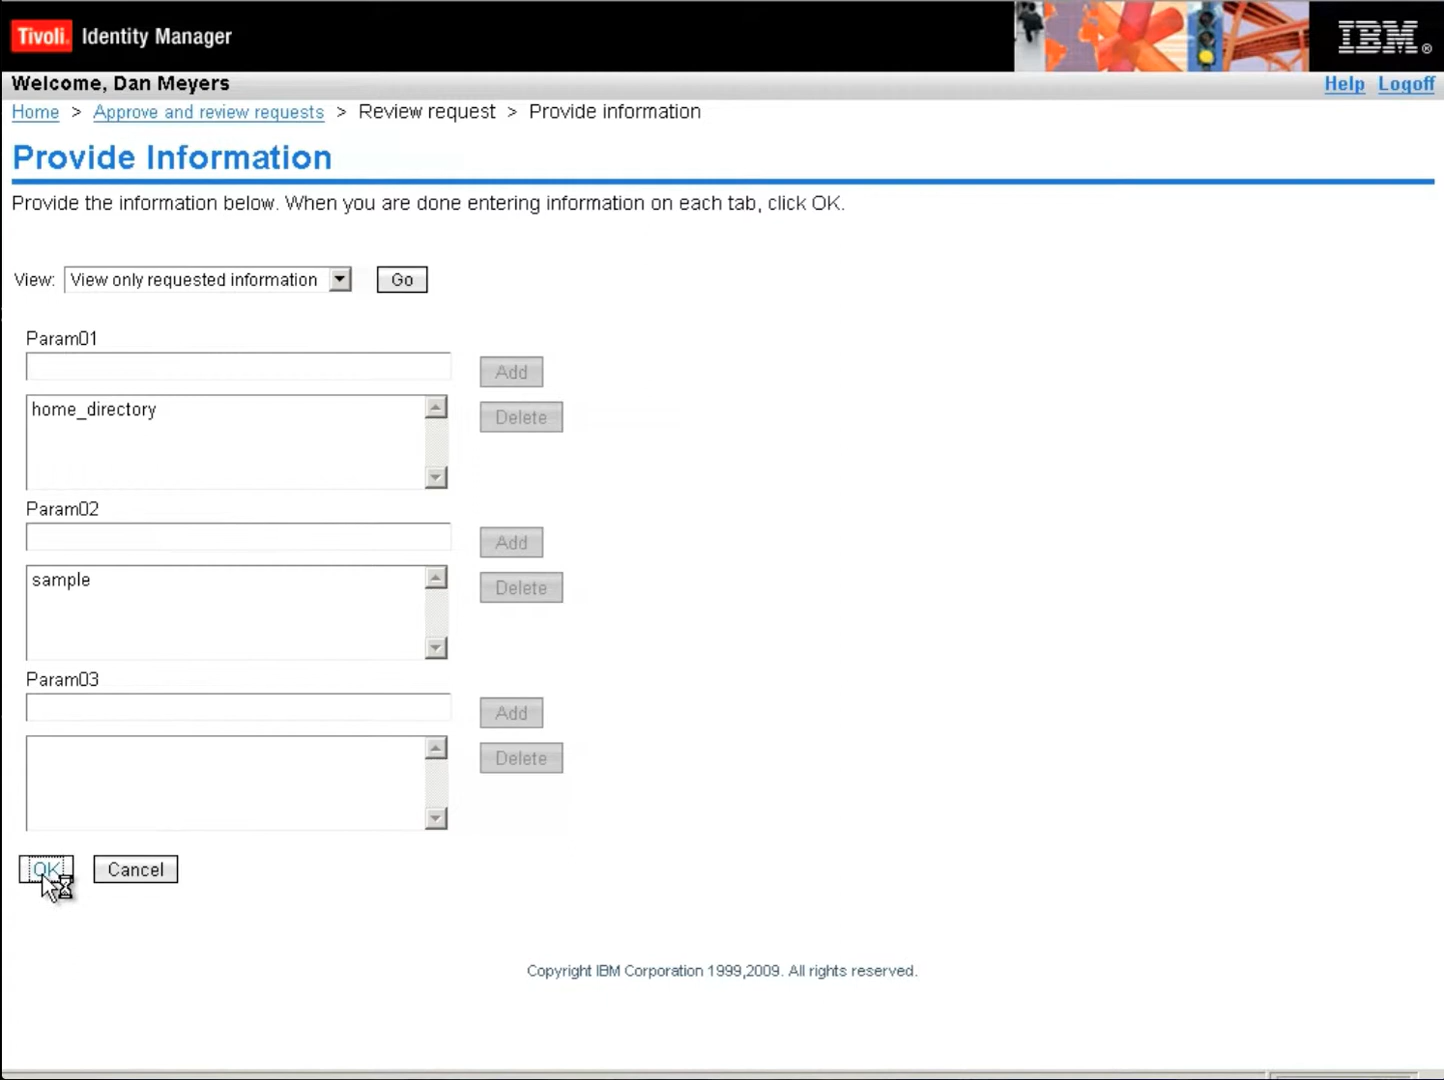 Tivoli. Identity Manager
IBM®
Welcome, Dan Meyers
Help Logoff
Home > Approve and review requests > Review request > Provide information
Provide Information
Provide the information below. When you are done entering information on each tab, click OK.
View: View only requested information Go
Param01
Add
home_directory
Delete
Param02
Add
sample
Delete
Param03
Add
Delete
OK Cancel
Copyright IBM Corporation 1999,2009. All rights reserved.